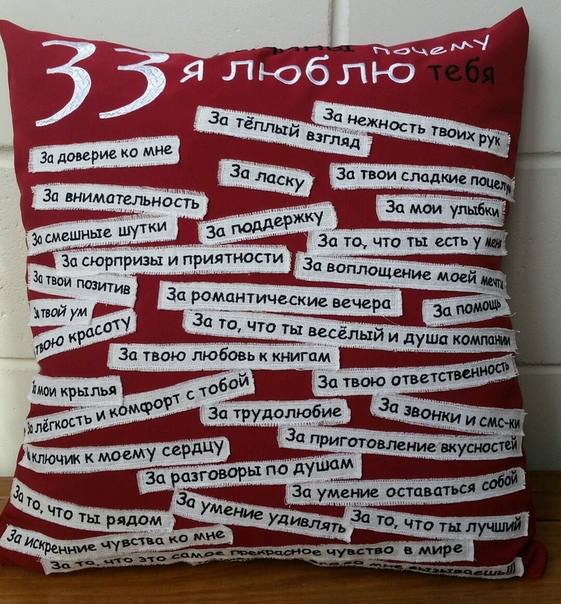 33 почему
я люблю тебя
За нежность твоих рук
За тёплый взгляд
За доверие ко мне
За ласку
За твои сладкие
За внимательность
За мои улыбки
За смешные шутки
За поддержку
За то, что ты есть у
За сюрпризы и приятности
За воплощение моей мечты
За твой позитив
За романтические вечера
За помощь
твой ум
твою красоту
За то, что ты весёлый и душа компании
За твою любовь к книгам
За твою ответственность
мои крылья
За лёгкость и комфорт с тобой
За трудолюбие
За звонки и смс-ки
За приготовление вкусностей
ключик к моему сердцу
За разговоры по душам
За умение оставаться собой
За то, что ты рядом
За умение удивлять
За то, что ты лучший
За искренние чувства ко мне
За то, что это самое прекрасное чувство в мире